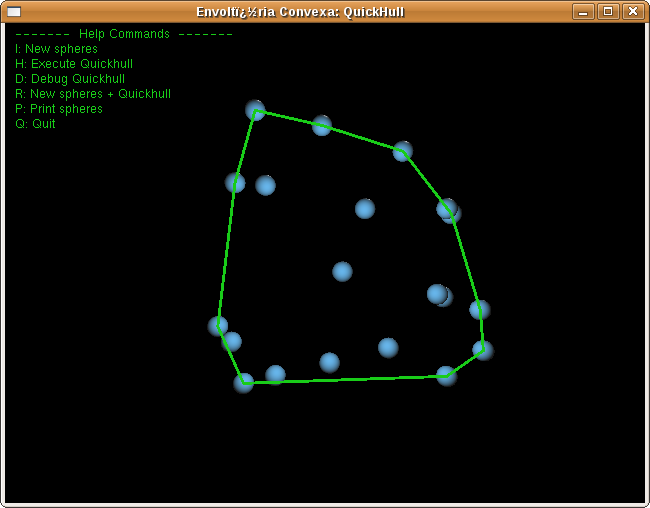 Envoltï¿½ria Convexa: QuickHull
------- Help Commands -------
I: New spheres
H: Execute Quickhull
D: Debug Quickhull
R: New spheres + Quickhull
P: Print spheres
Q: Quit